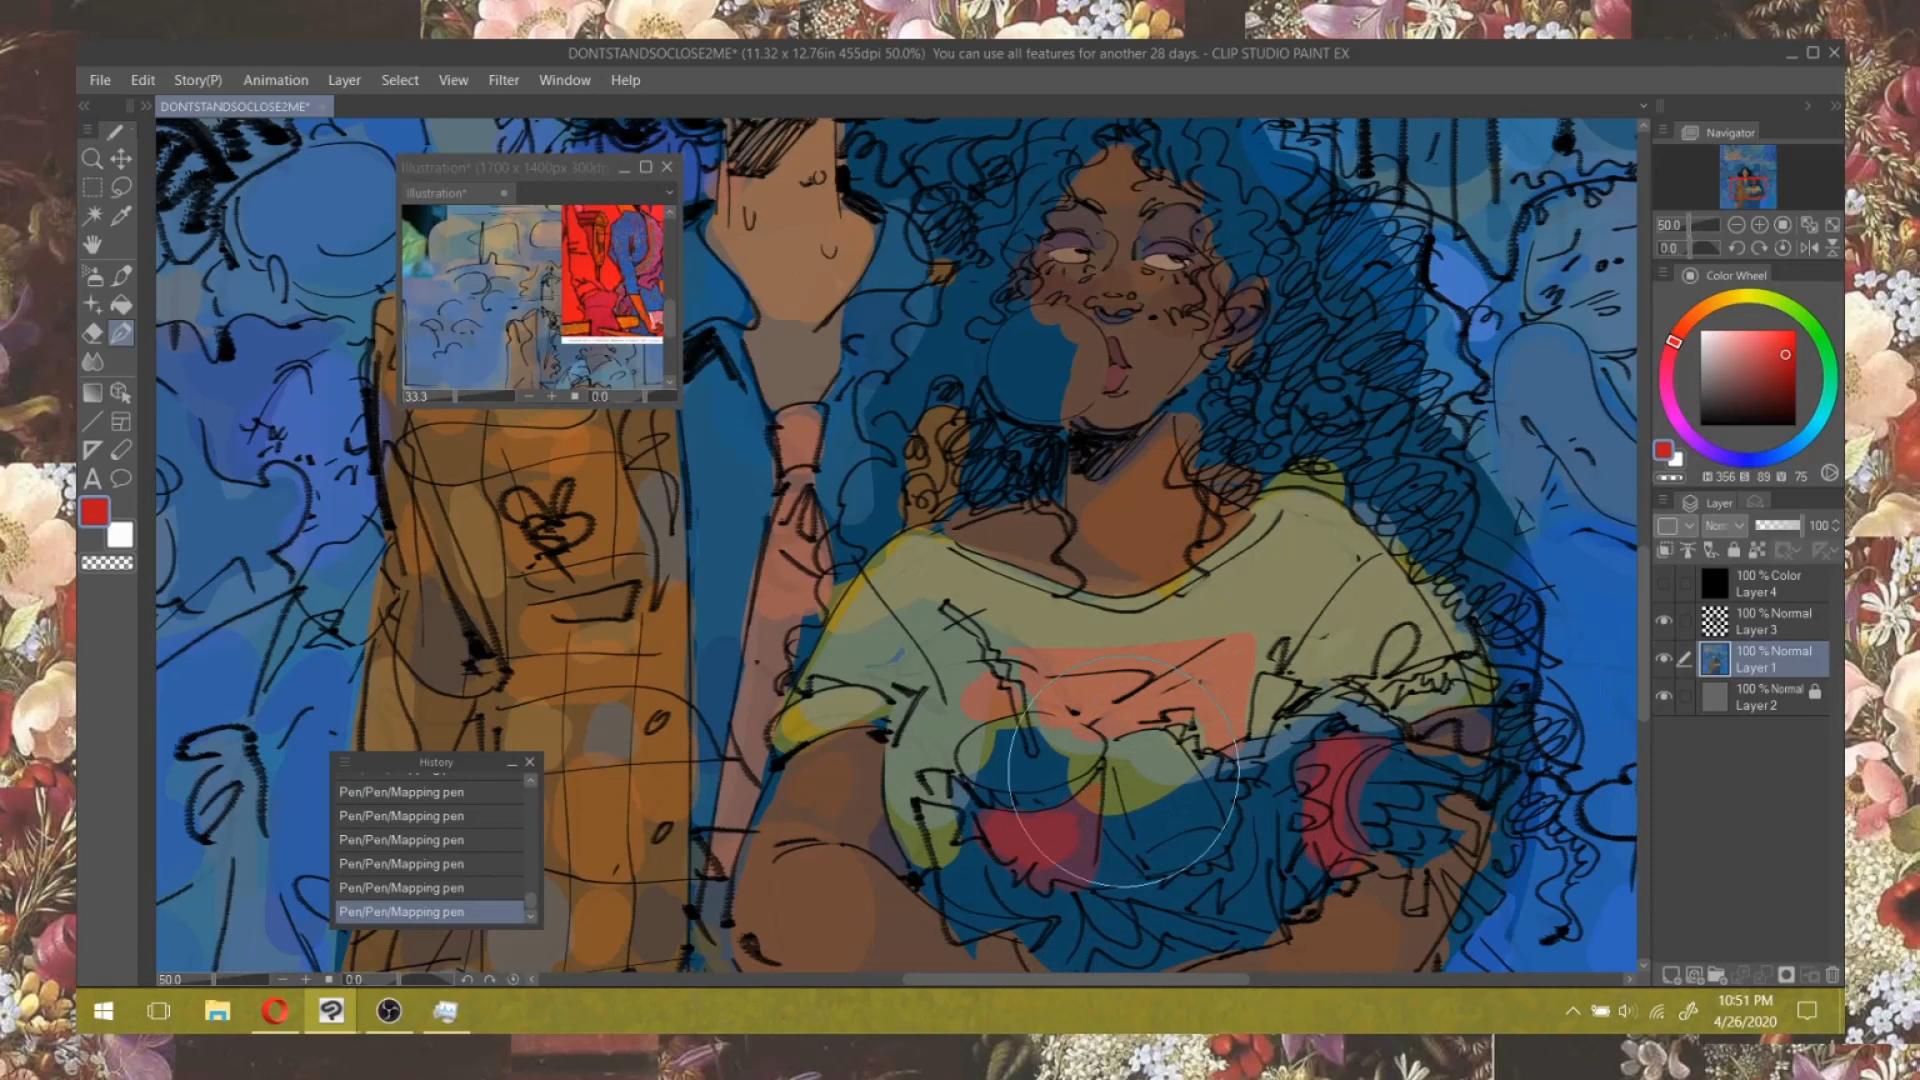 DONTSTANDSOCLOSE2ME* (11.32 x 12.76in 455dpi 50.0%)  You can use all features for another 28 days. - CLIP STUDIO PAINT EX
File Edit Story(P) Animation Layer Select View Filter Window Help
DONTSTANDSOCLOSE2ME*
Navigator
Illustration* (1700 x 1400px 300dp
Illustration*
50.0
0.0
Color Wheel
33.3
0.0
H 356 S 89 V 75
A
Layer
Norm
100
100 % Color
Layer 4
100 % Normal
Layer 3
100 % Normal
Layer 1
100 % Normal
Layer 2
History
Pen/Pen/Mapping pen
Pen/Pen/Mapping pen
Pen/Pen/Mapping pen
Pen/Pen/Mapping pen
Pen/Pen/Mapping pen
Pen/Pen/Mapping pen
50.0
0.0
10:51 PM
4/26/2020